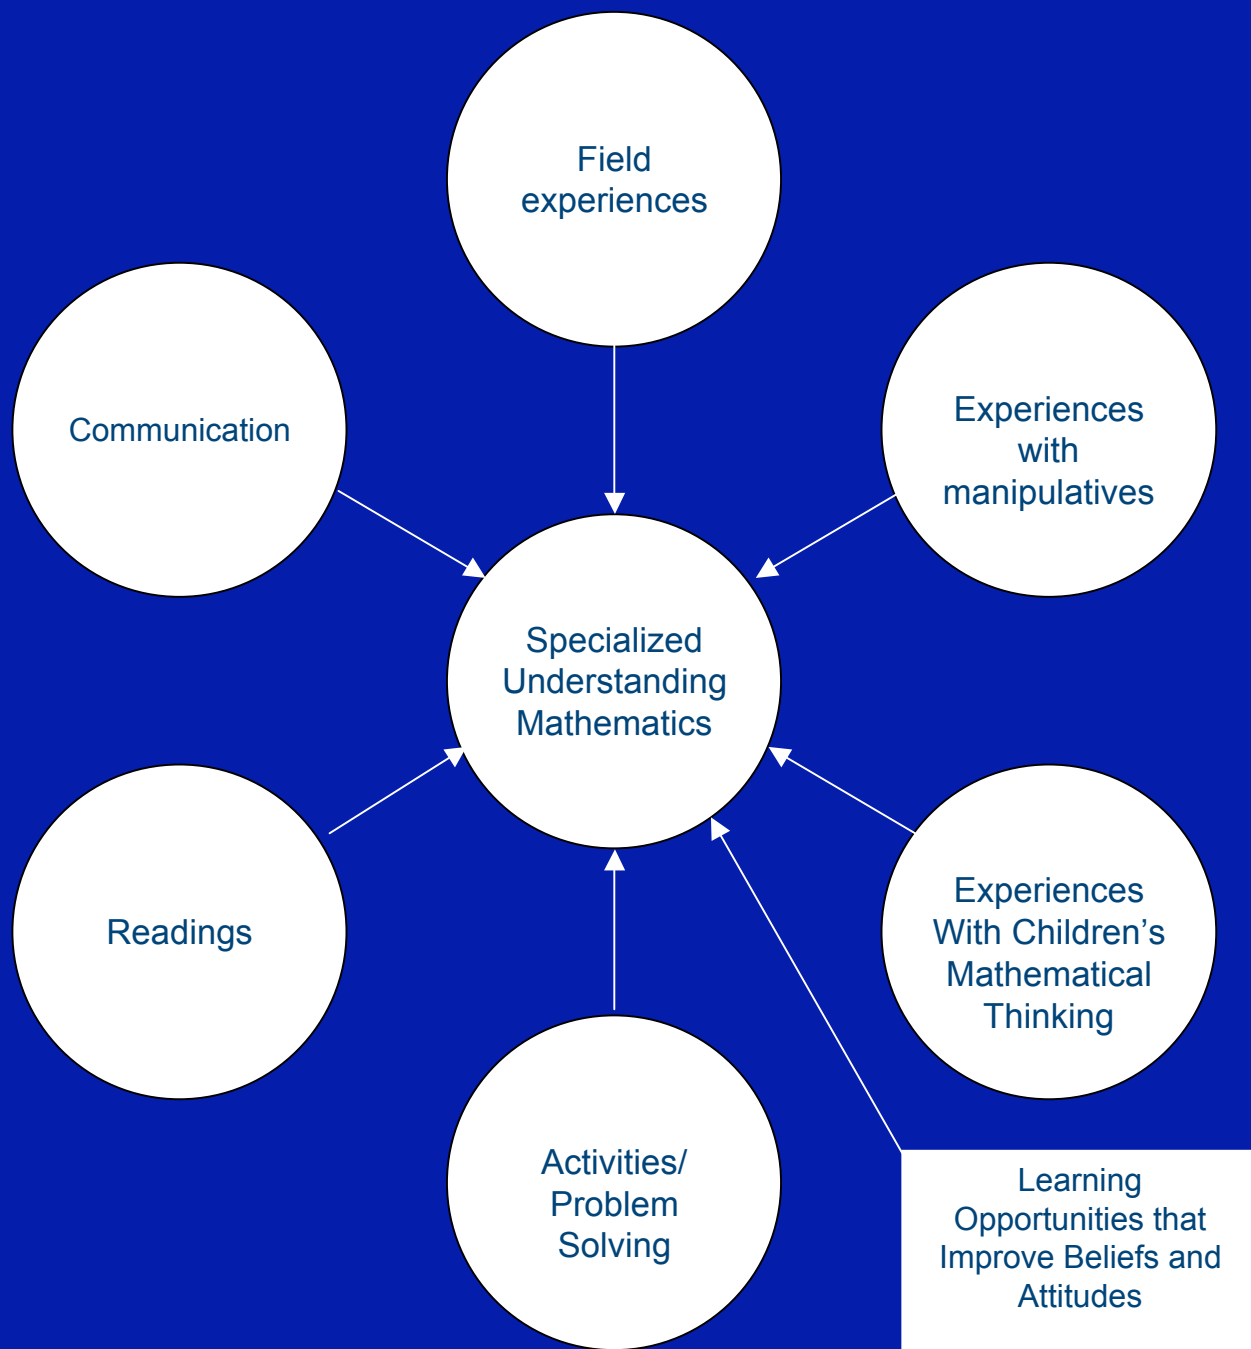 Field
experiences
Communication
Experiences
with
manipulatives
Specialized
Understanding
Mathematics
Readings
Experiences
With Children’s
Mathematical
Thinking
Activities/
Problem
Solving
Learning
Opportunities that
Improve Beliefs and
Attitudes